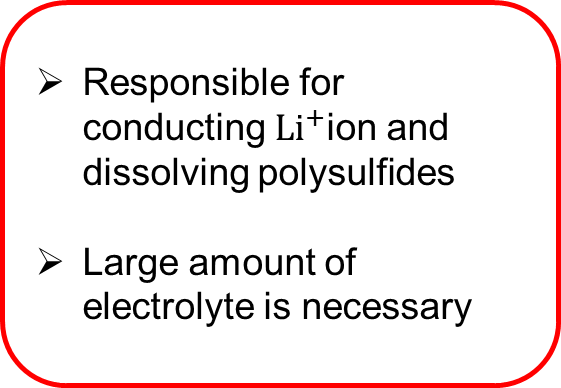 ➢ Responsible for
conducting Li⁺ion and
dissolving polysulfides
➢ Large amount of
electrolyte is necessary